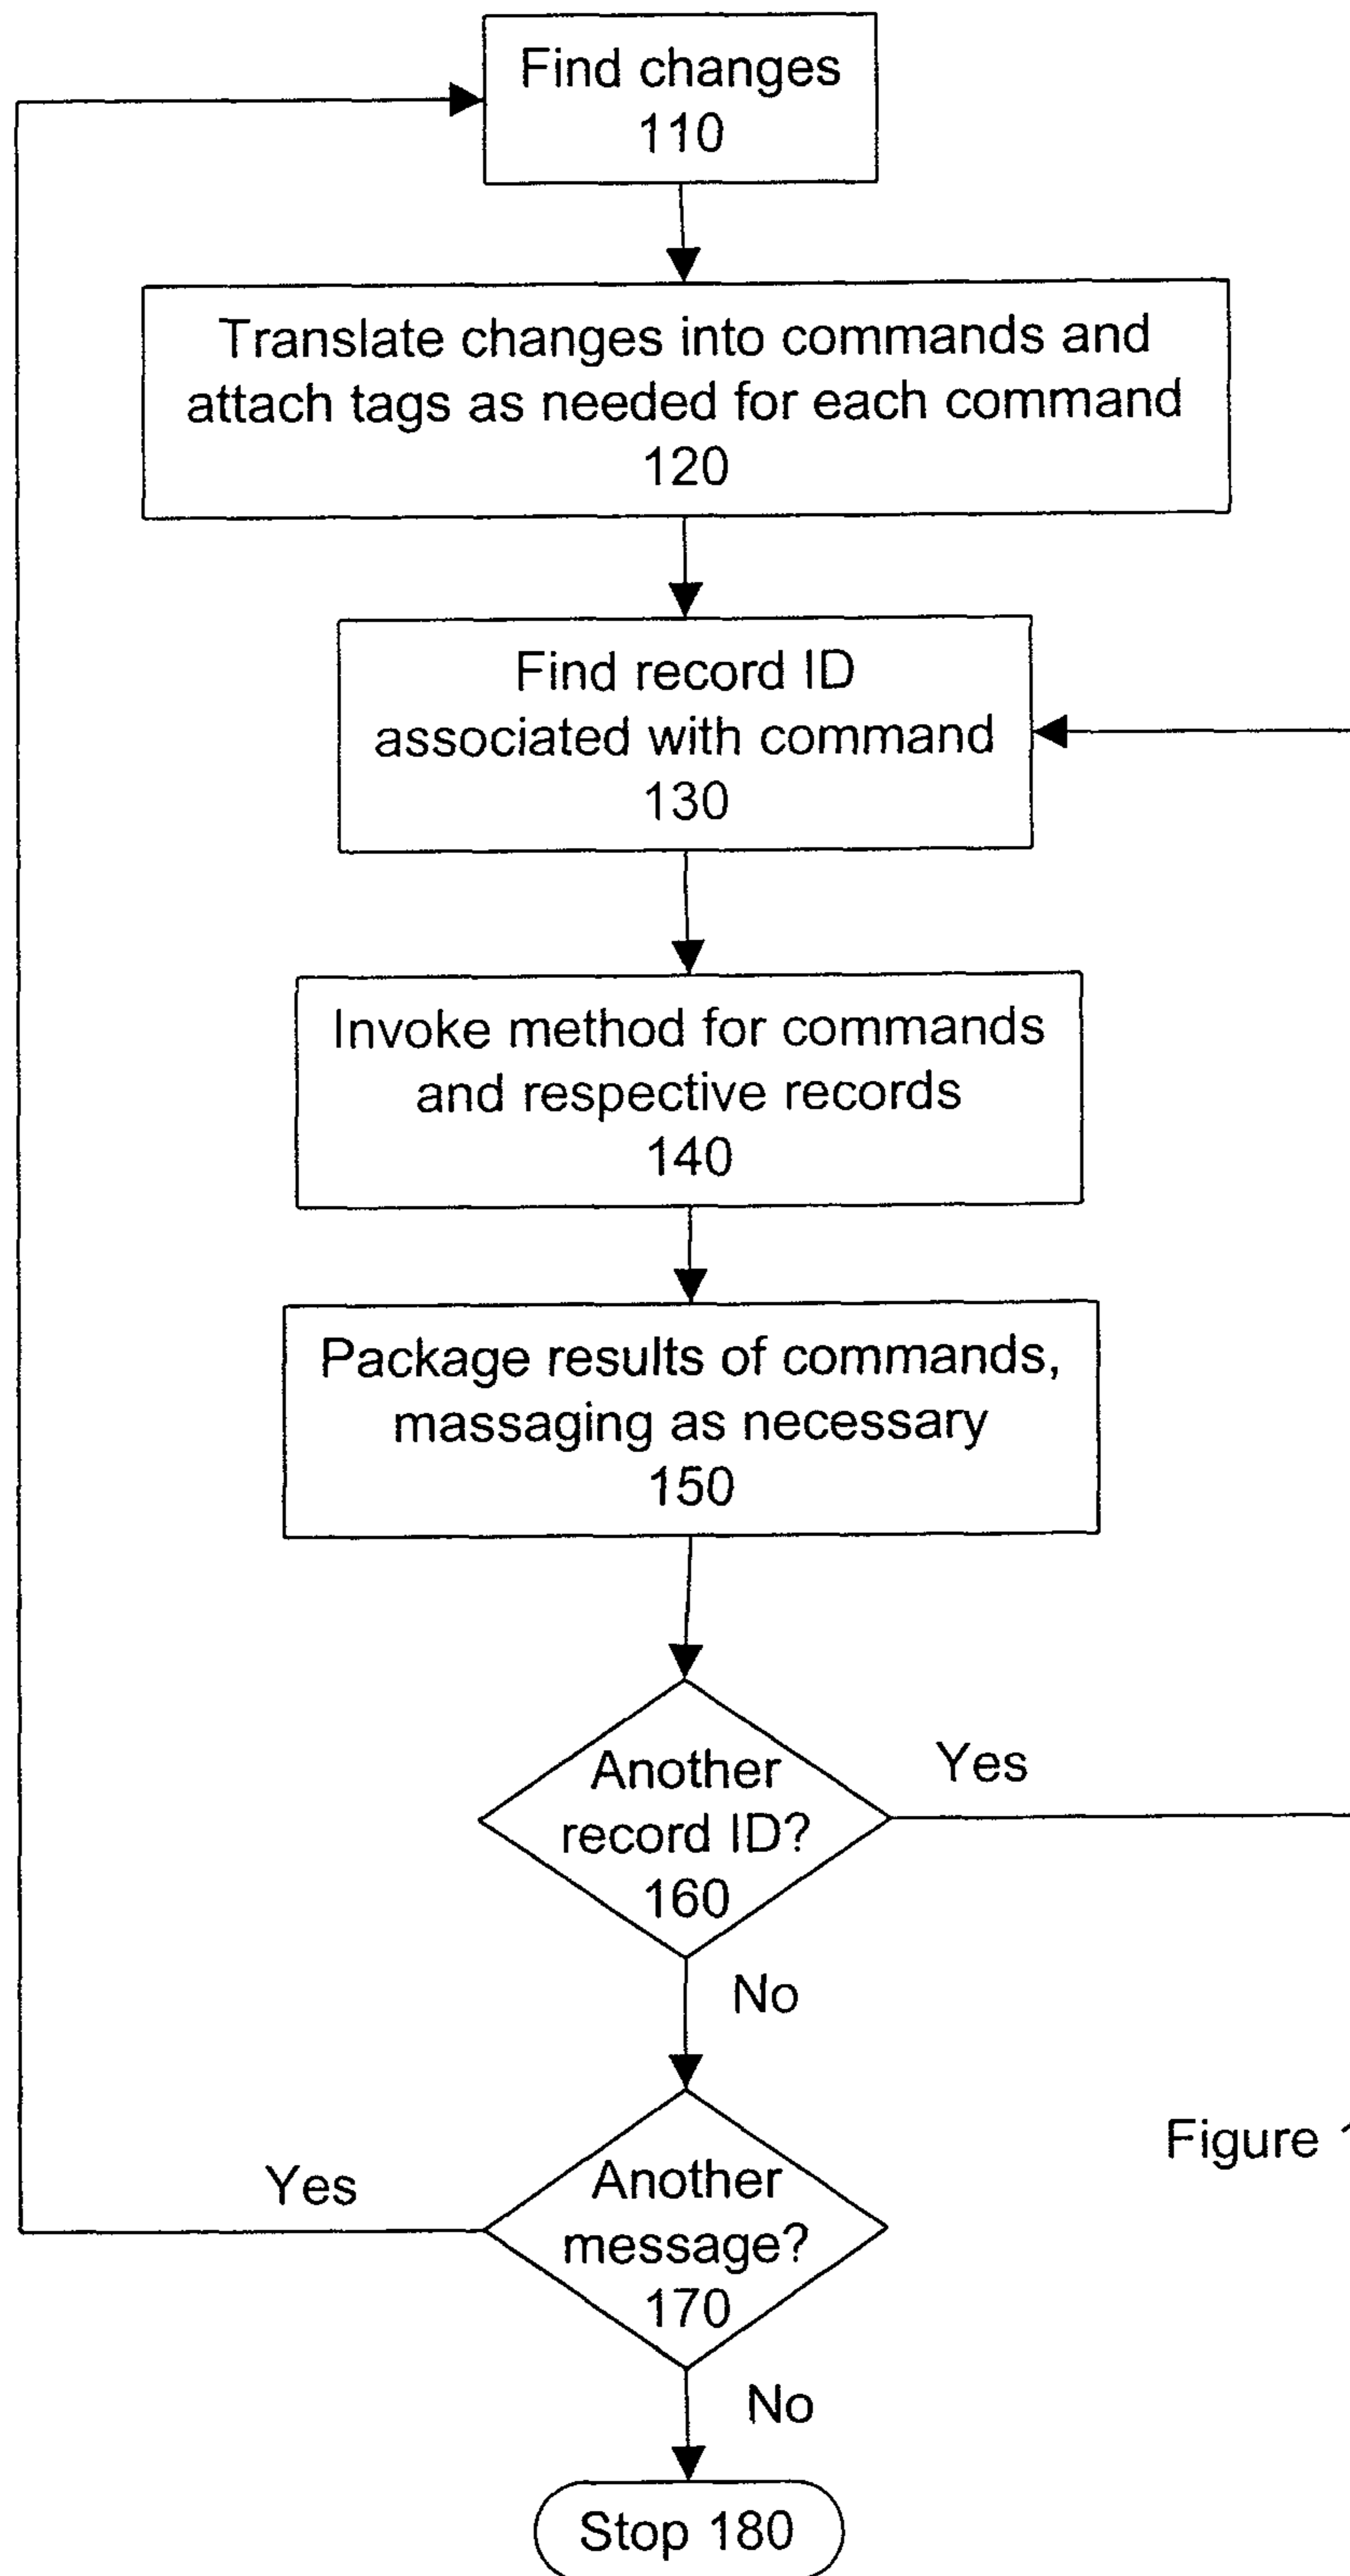 Find changes
110
Translate changes into commands and
attach tags as needed for each command
120
Find record ID
associated with command
130
Invoke method for commands
and respective records
140
Package results of commands,
massaging as necessary
150
Another
record ID?
160
Yes
No
Figure 1
Another
message?
170
Yes
No
Stop 180